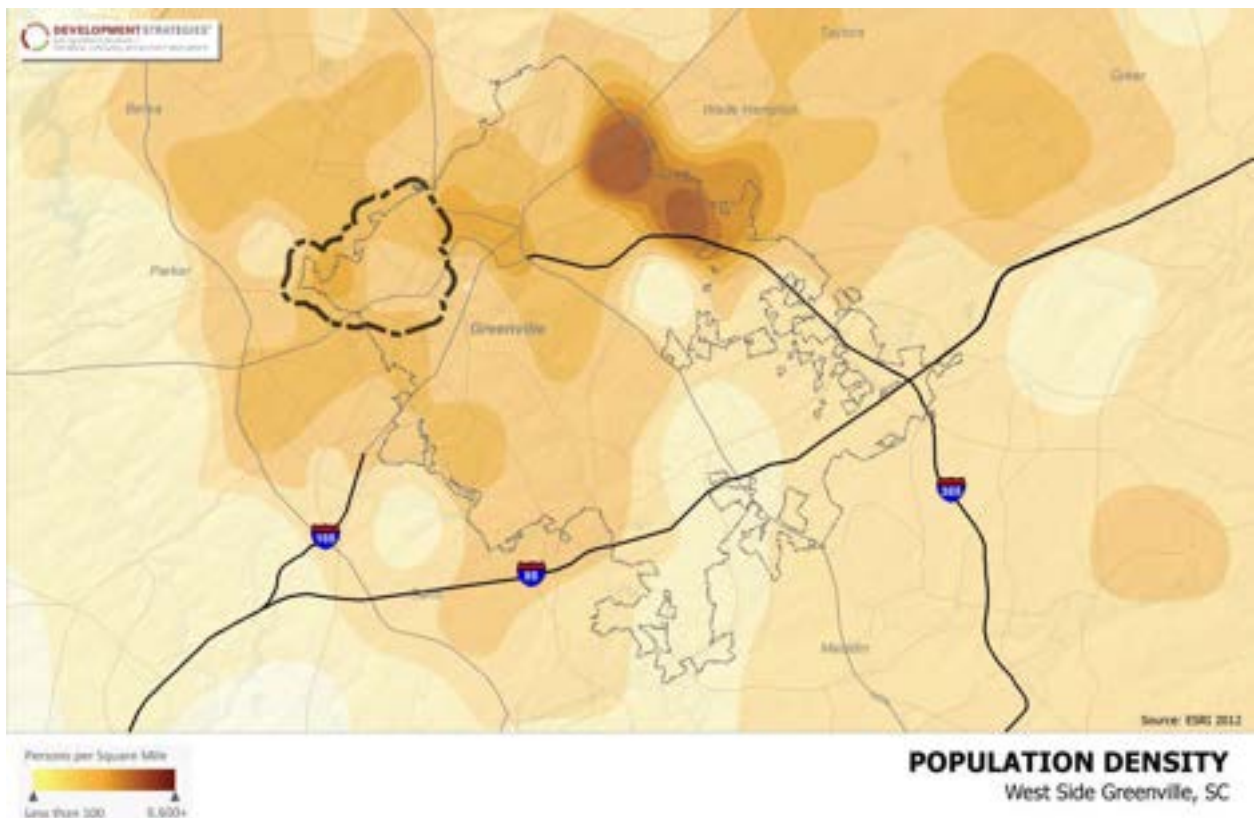 DEVELOPMENT STRATEGIES
Taylors
Greer
Berea
Wade Hampton
Parker
Greenville
385
85
Mauldin
Source: ESRI 2012
Persons per Square Mile
Less than 100
POPULATION DENSITY
West Side Greenville, SC